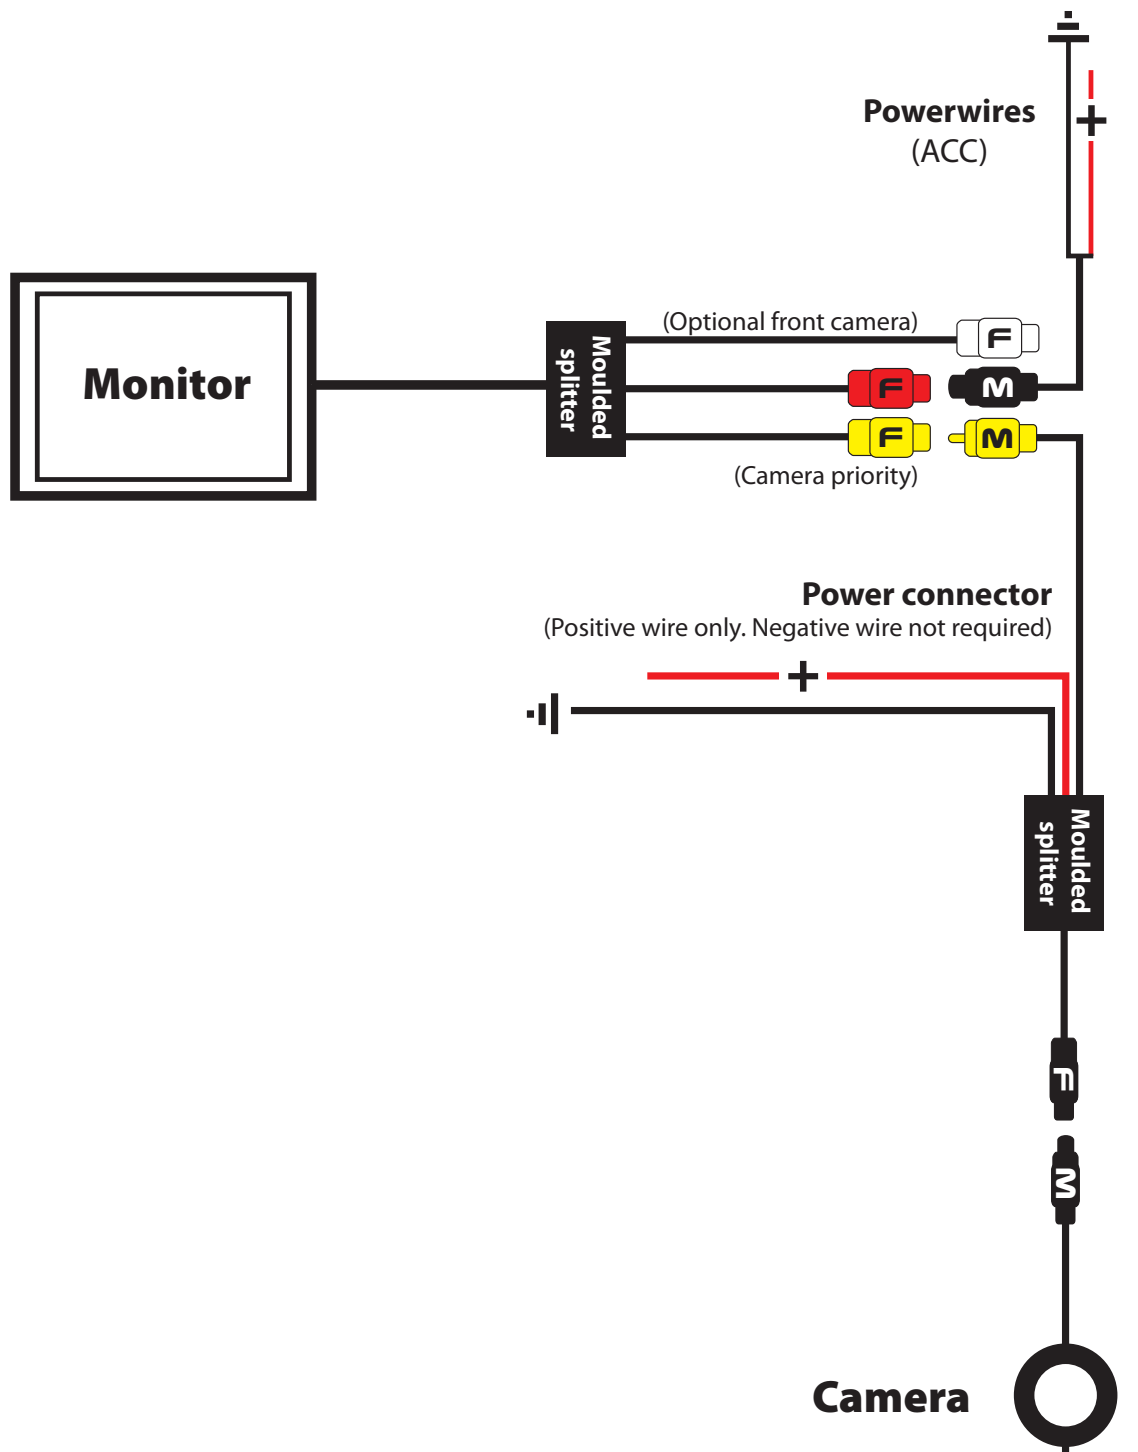 Powerwires
(ACC)
+
(Optional front camera)
F
Monitor
Moulded
splitter
F
M
F
M
(Camera priority)
Power connector
(Positive wire only. Negative wire not required)
+
Moulded
splitter
F
M
Camera